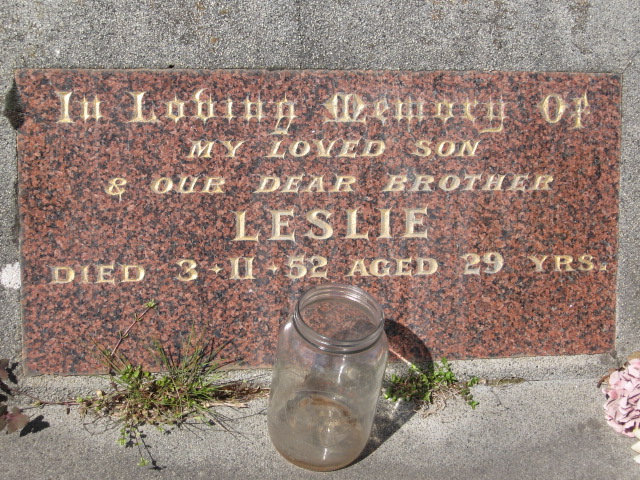 In Loving Memory Of
MY LOVED SON
& OUR DEAR BROTHER
LESLIE
DIED 3·11·52 AGED 29 YRS.